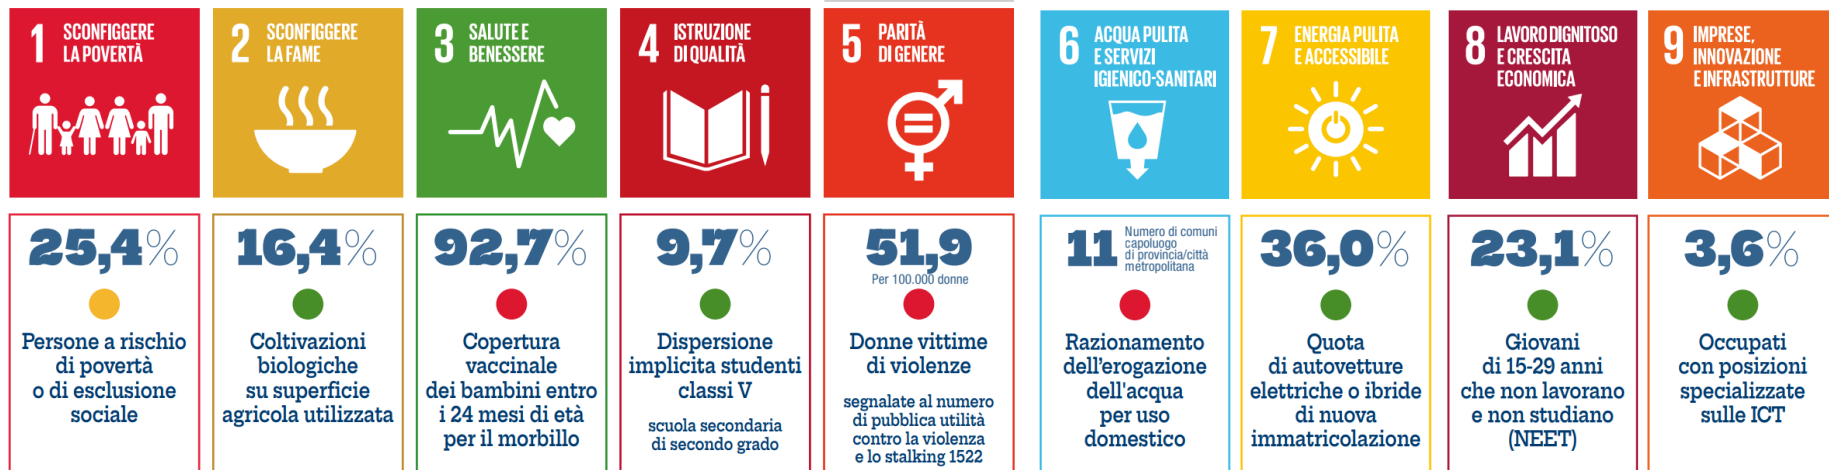 1 SCONFIGGERE
LA POVERTÀ
25,4%
Persone a rischio
di povertà
o di esclusione
sociale
2 SCONFIGGERE
LA FAME
16,4%
Coltivazioni
biologiche
su superficie
agricola utilizzata
3 SALUTE E
BENESSERE
92,7%
Copertura
vaccinale
dei bambini entro
i 24 mesi di età
per il morbillo
4 ISTRUZIONE
DI QUALITÀ
9,7%
Dispersione
implicita studenti
classi V
scuola secondaria
di secondo grado
5 PARITÀ
DI GENERE
51,9
Per 100.000 donne
Donne vittime
di violenze
segnalate al numero
di pubblica utilità
contro la violenza
e lo stalking 1522
6 ACQUA PULITA
E SERVIZI
IGIENICO-SANITARI
11 Numero di comuni
capoluogo
di provincia/città
metropolitana
Razionamento
dell'erogazione
dell'acqua
per uso
domestico
7 ENERGIA PULITA
E ACCESSIBILE
36,0%
Quota
di autovetture
elettriche o ibride
di nuova
immatricolazione
8 LAVORO DIGNITOSO
E CRESCITA
ECONOMICA
23,1%
Giovani
di 15-29 anni
che non lavorano
e non studiano
(NEET)
9 IMPRESE,
INNOVAZIONE
E INFRASTRUTTURE
3,6%
Occupati
con posizioni
specializzate
sulle ICT